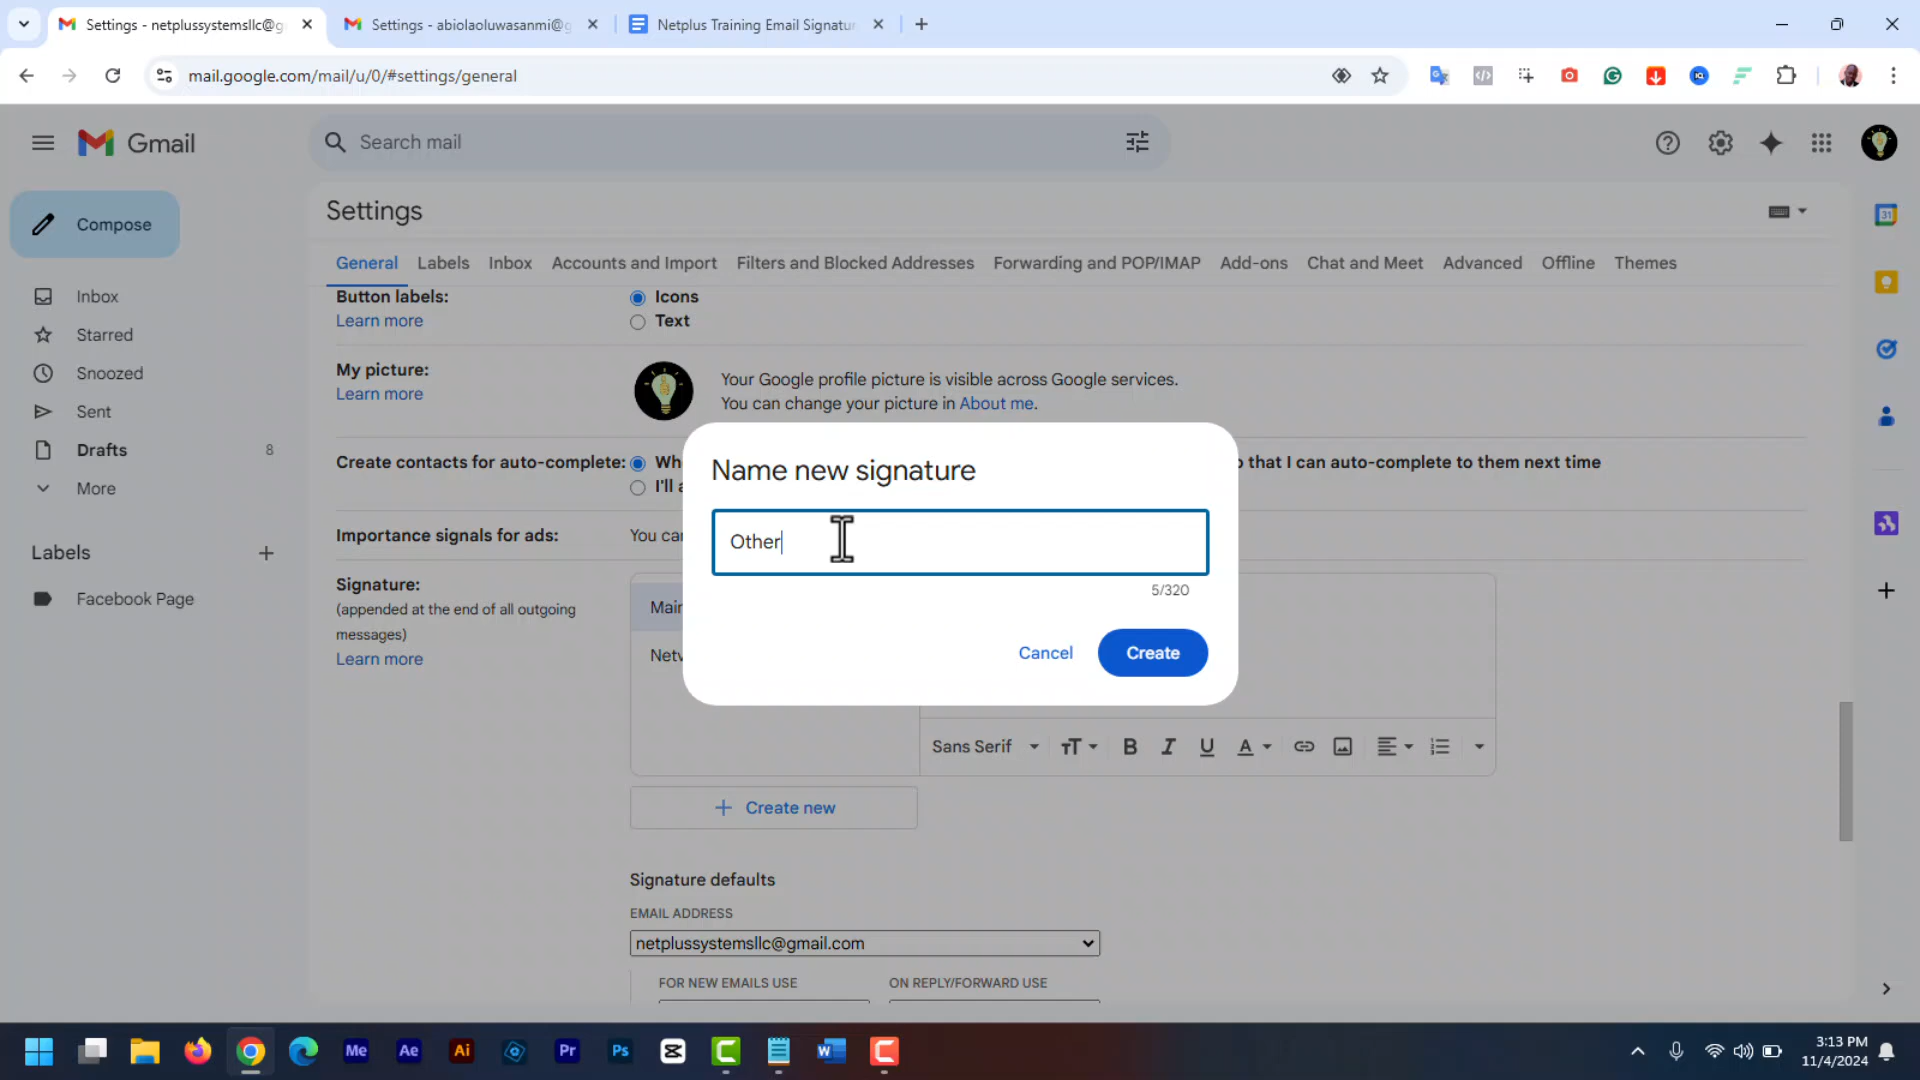 Settings - netplussystemsllc@g
Settings - abiolaoluwasanmi@g
Netplus Training Email Signatur
mail.google.com/mail/u/0/#settings/general
Gmail
Search mail
Compose
Inbox
Starred
Snoozed
Sent
Drafts
8
More
Labels
Facebook Page
Settings
General
Labels
Inbox
Accounts and Import
Filters and Blocked Addresses
Forwarding and POP/IMAP
Add-ons
Chat and Meet
Advanced
Offline
Themes
Button labels:
Learn more
Icons
Text
My picture:
Learn more
Your Google profile picture is visible across Google services.
You can change your picture in About me.
Create contacts for auto-complete:
Wh
o that I can auto-complete to them next time
I'll a
Importance signals for ads:
You car
Signature:
(appended at the end of all outgoing
messages)
Learn more
Main
Netv
Name new signature
Other
5/320
Cancel
Create
Sans Serif
Create new
Signature defaults
EMAIL ADDRESS
netplussystemsllc@gmail.com
FOR NEW EMAILS USE
ON REPLY/FORWARD USE
31
Me
Ae
Ai
Pr
Ps
3:13 PM
11/4/2024